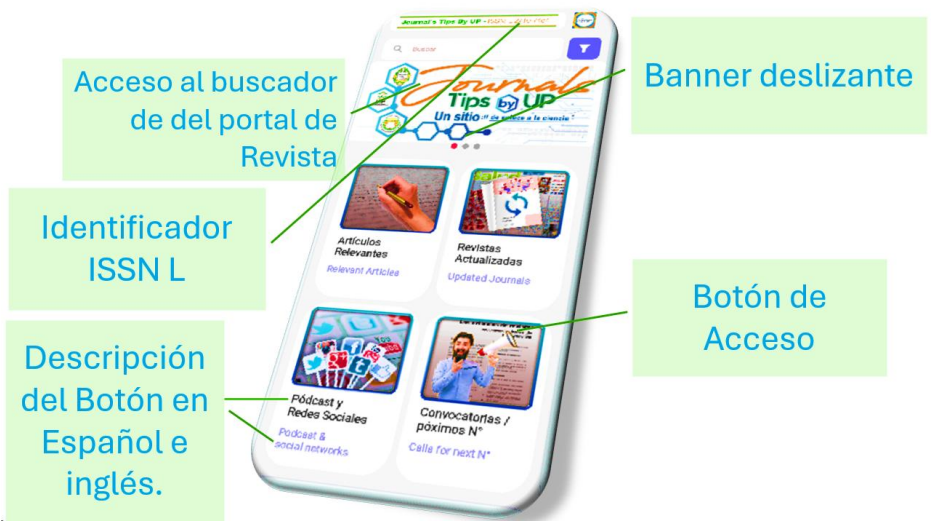 Journal's Tips By UP -
Buscar
Journals
Tips by UP
Un sitio
Acceso al buscador
de del portal de
Revista
Banner deslizante
Identificador
ISSN L
Artículos
Relevantes
Relevant Articles
Revistas
Actualizadas
Updated Journals
Botón de
Acceso
Descripción
del Botón en
Español e
inglés.
Pódcast y
Redes Sociales
Podcast &
social networks
Convocatorias /
póximos N°
Calls for next N°